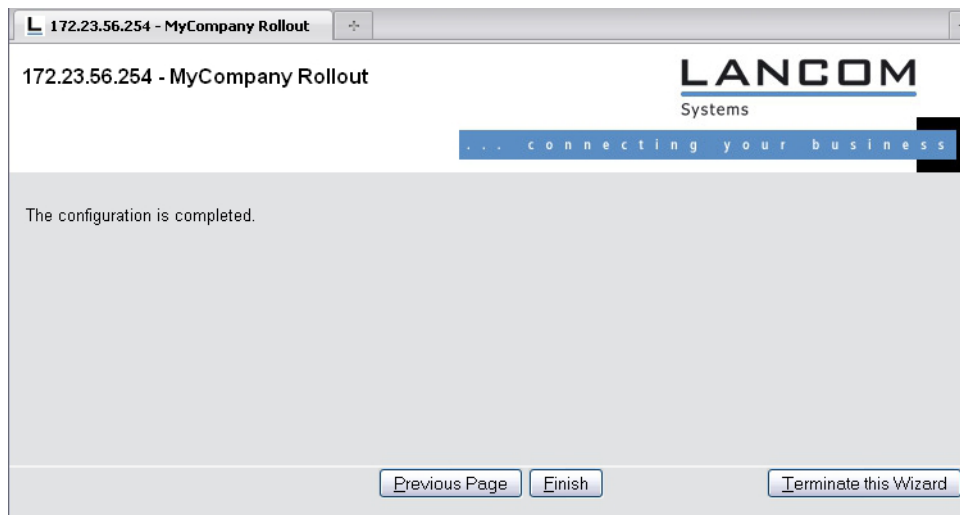 172.23.56.254 - MyCompany Rollout
172.23.56.254 - MyCompany Rollout
LANCOM
Systems
... connecting your business
The configuration is completed.
Previous Page
Finish
Terminate this Wizard